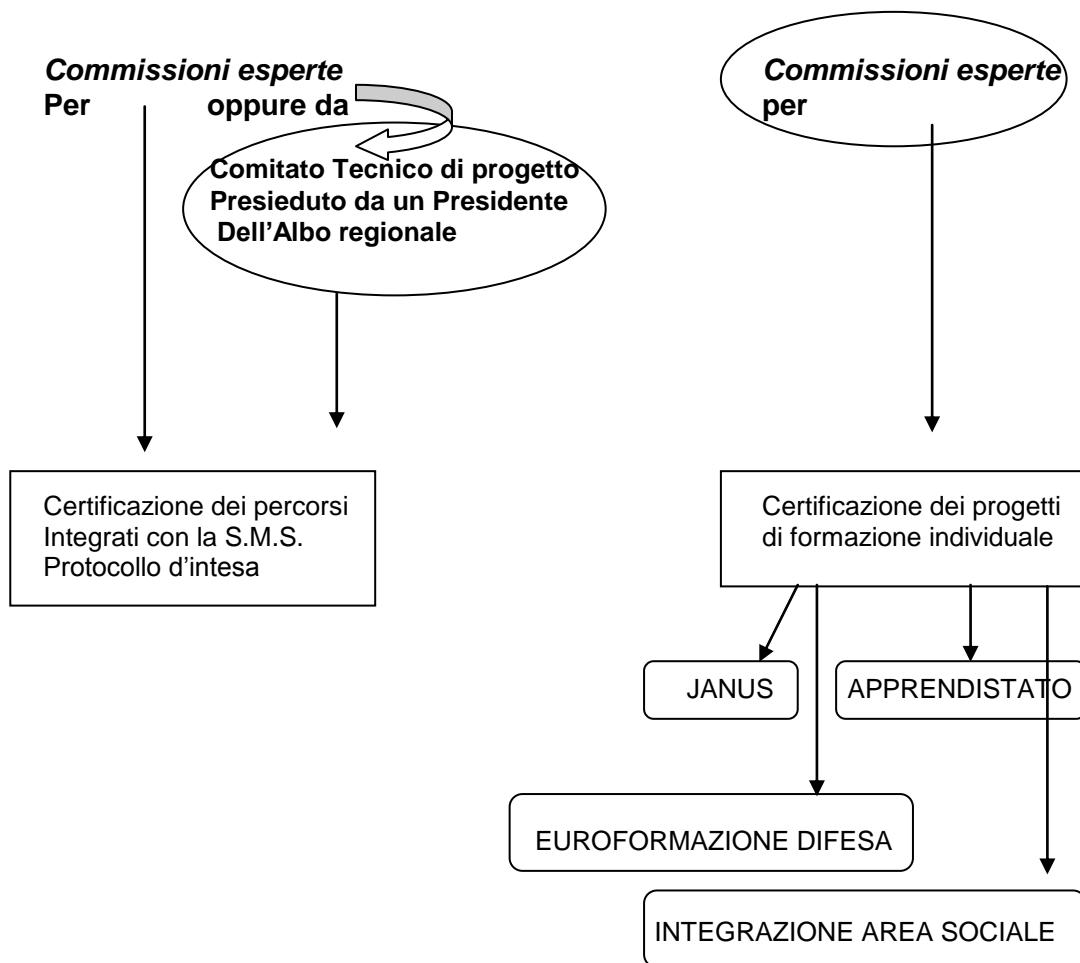 Commissioni esperte
Per oppure da
Comitato Tecnico di progetto
Presieduto da un Presidente
Dell'Albo regionale
Certificazione dei percorsi
Integrati con la S.M.S.
Protocollo d'intesa
Commissioni esperte
per
Certificazione dei progetti
di formazione individuale
JANUS
APPRENDISTATO
EUROFORMAZIONE DIFESA
INTEGRAZIONE AREA SOCIALE